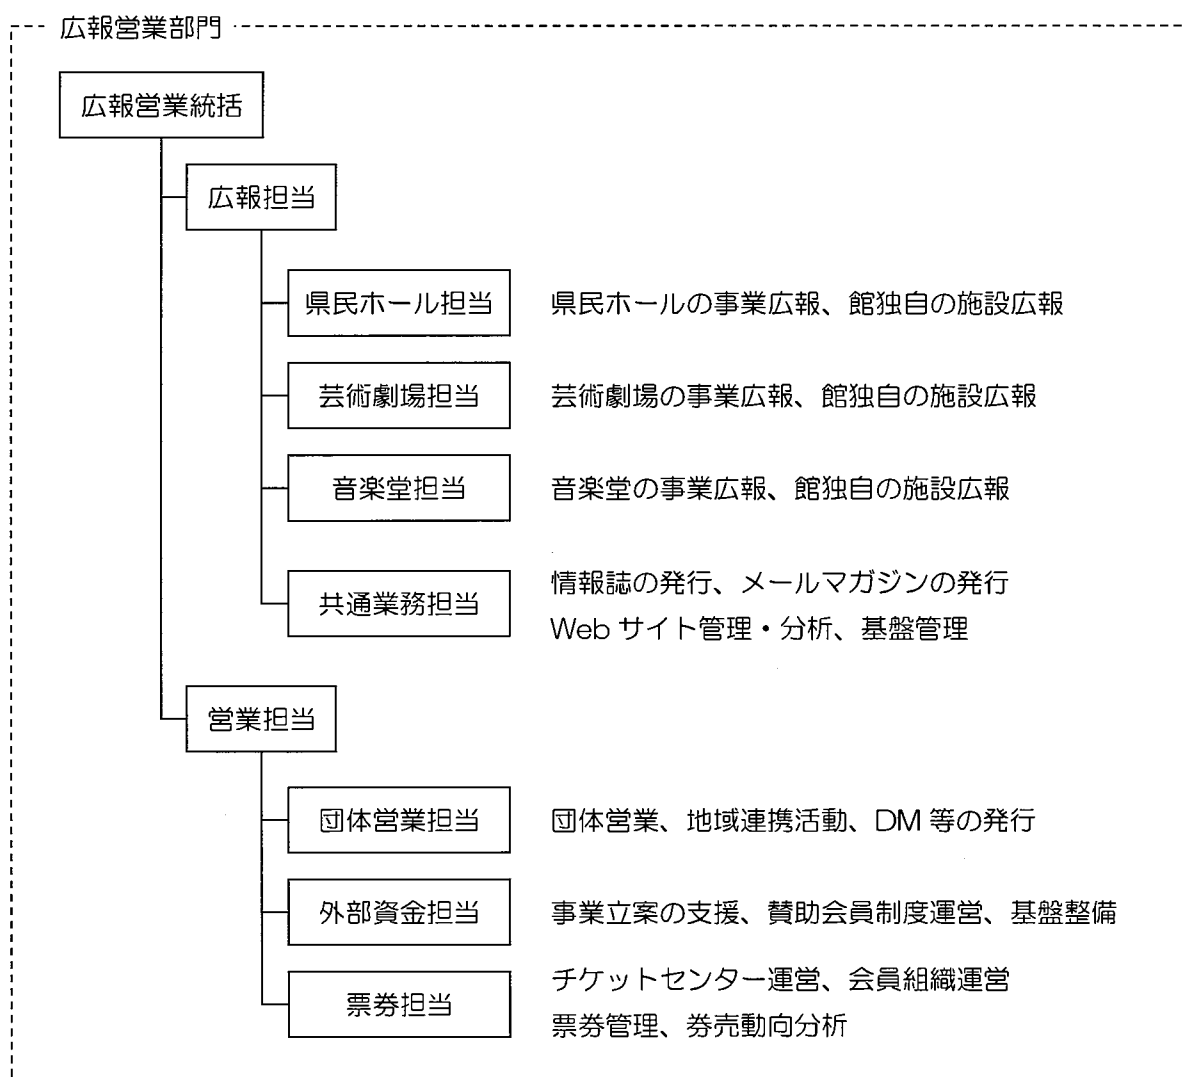 広報営業部門
広報営業統括
広報担当
県民ホール担当
県民ホールの事業広報、館独自の施設広報
芸術劇場担当
芸術劇場の事業広報、館独自の施設広報
音楽堂担当
音楽堂の事業広報、館独自の施設広報
共通業務担当
情報誌の発行、メールマガジンの発行
Web サイト管理・分析、基盤管理
営業担当
団体営業担当
団体営業、地域連携活動、DM 等の発行
外部資金担当
事業立案の支援、賛助会員制度運営、基盤整備
票券担当
チケットセンター運営、会員組織運営
票券管理、券売動向分析